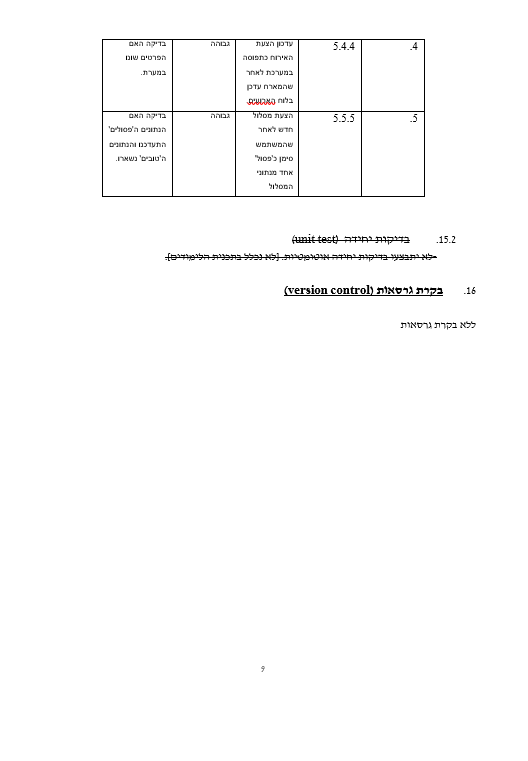 4.
5.4.4
עדכון הצעת
האירוח כתפוסה
במערכת לאחר
שהמארח עדכן
בלוח הארועים.
גבוהה
בדיקה האם
הפרטים שונו
במערת.
5.
5.5.5
הצעת מסלול
חדש לאחר
שהמשתמש
סימן כ'פסול'
אחד מנתוני
המסלול
גבוהה
בדיקה האם
הנתונים ה'פסולים'
התעדכנו והנתונים
ה'טובים' נשארו.
15.2. בדיקות יחידה (unit test)
-לא יתבצעו בדיקות יחידה אוטומטיות. [לא נכלל בתכנית הלימודים].
16. בקרת גרסאות (version control)
ללא בקרת גרסאות
9